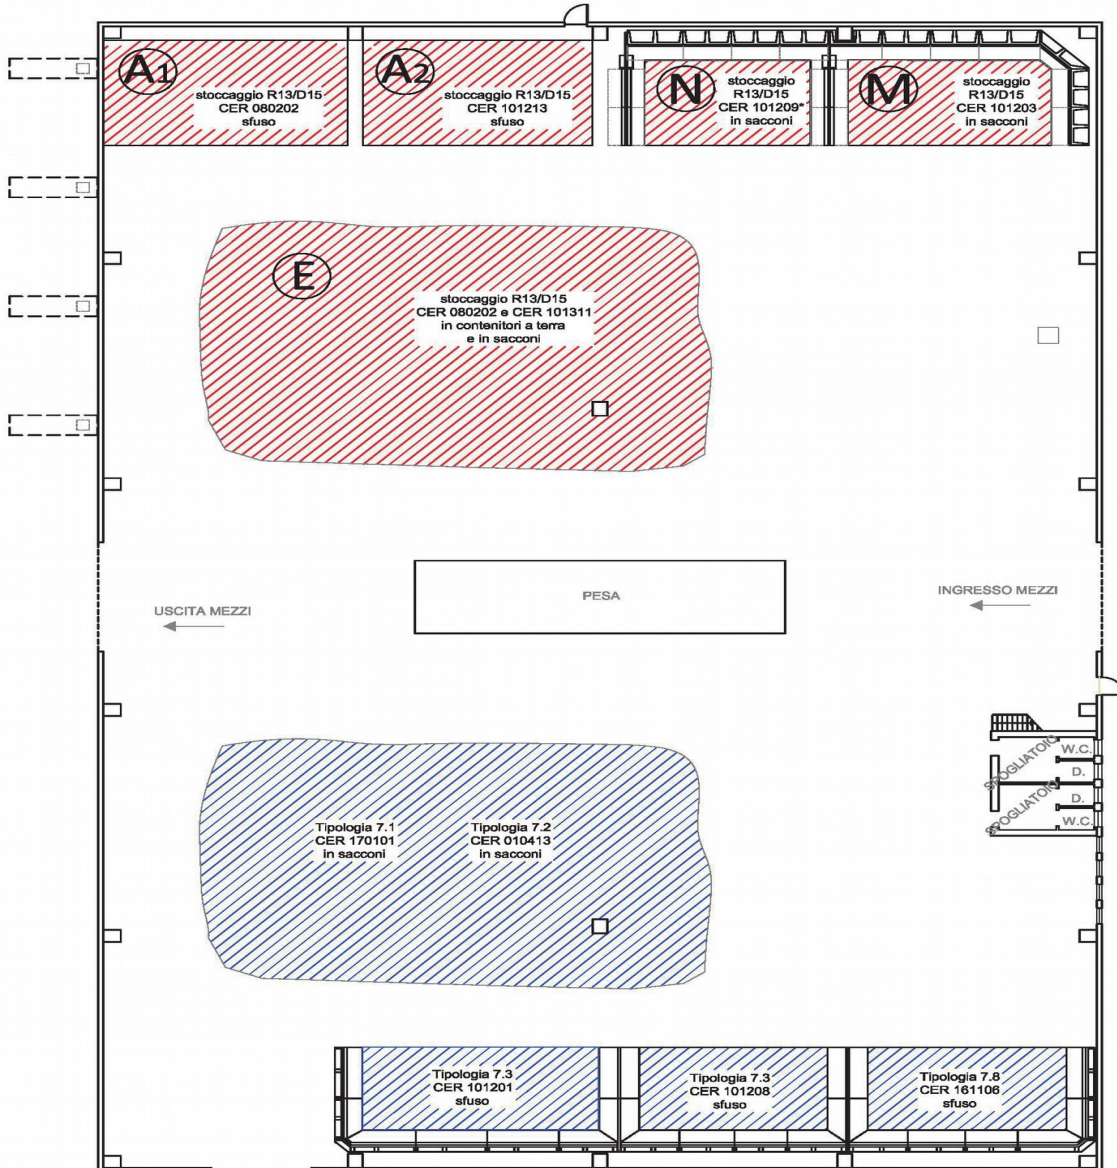 A1
stoccaggio R13/D15
CER 080202
sfuso
A2
stoccaggio R13/D15
CER 101213
sfuso
N
stoccaggio
R13/D15
CER 101209*
in sacconi
M
stoccaggio
R13/D15
CER 101203
in sacconi
E
stoccaggio R13/D15
CER 080202 e CER 101311
in contenitori a terra
e in sacconi
USCITA MEZZI
PESA
INGRESSO MEZZI
SPOGLIATOIO
W.C.
D.
SPOGLIATOIO
D.
W.C.
Tipologia 7.1
CER 170101
in sacconi
Tipologia 7.2
CER 010413
in sacconi
Tipologia 7.3
CER 101201
sfuso
Tipologia 7.3
CER 101208
sfuso
Tipologia 7.8
CER 161106
sfuso